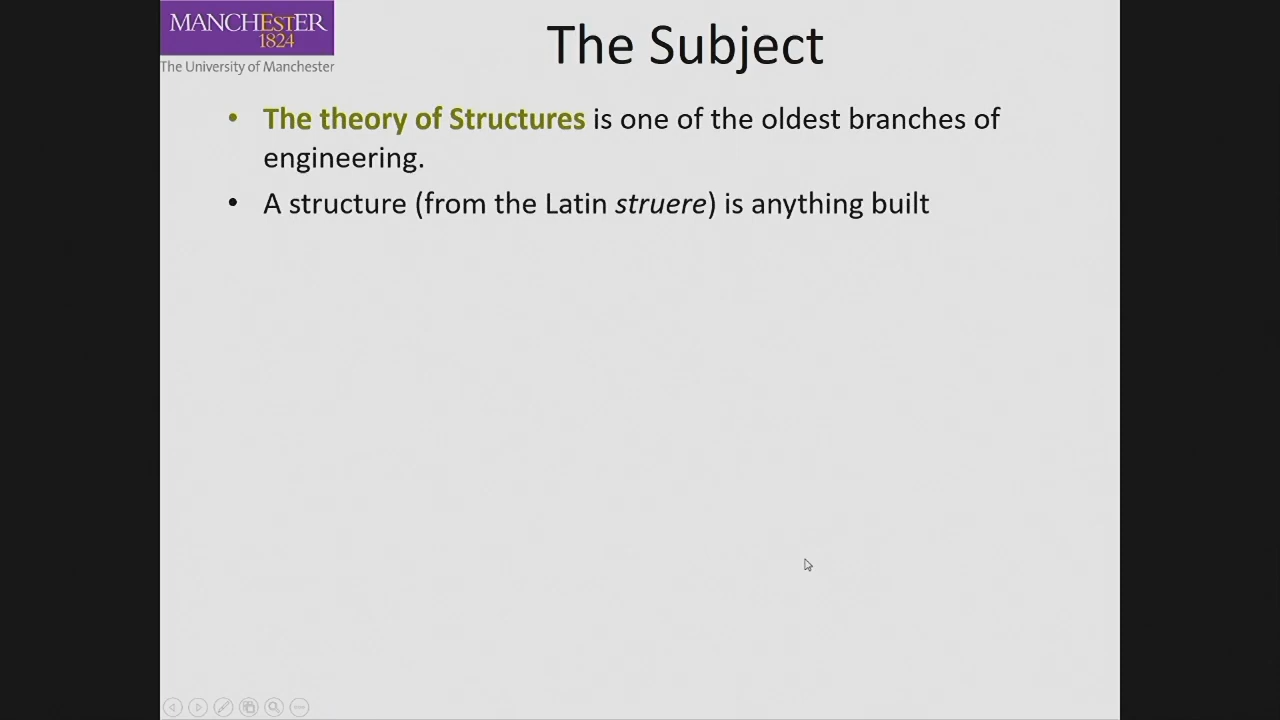 MANCHESTER
1824
The University of Manchester
The Subject
• The theory of Structures is one of the oldest branches of
engineering.
• A structure (from the Latin struere) is anything built